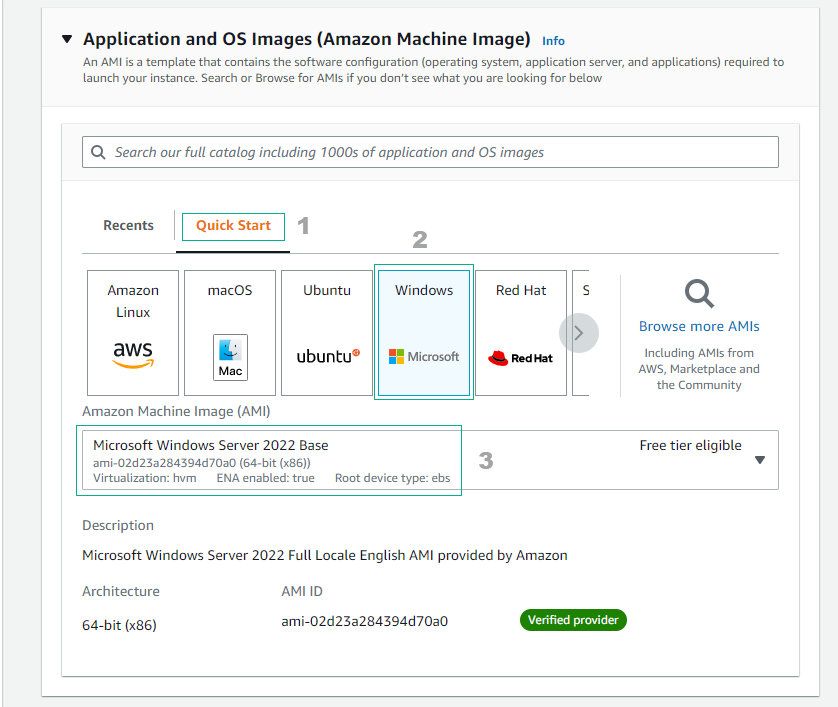 Application and OS Images (Amazon Machine Image) Info
An AMI is a template that contains the software configuration (operating system, application server, and applications) required to
launch your instance. Search or Browse for AMIs if you don't see what you are looking for below
Search our full catalog including 1000s of application and OS images
Recents
Quick Start
1
2
Amazon
Linux
aws
macOS
Mac
Ubuntu
ubuntu
Windows
Microsoft
Red Hat
Red Hat
S
Browse more AMIs
Including AMIs from
AWS, Marketplace and
the Community
Amazon Machine Image (AMI)
Microsoft Windows Server 2022 Base
Free tier eligible
ami-02d23a284394d70a0 (64-bit (x86))
Virtualization: hvm ENA enabled: true Root device type: ebs
3
Description
Microsoft Windows Server 2022 Full Locale English AMI provided by Amazon
Architecture
AMI ID
64-bit (x86)
ami-02d23a284394d70a0
Verified provider